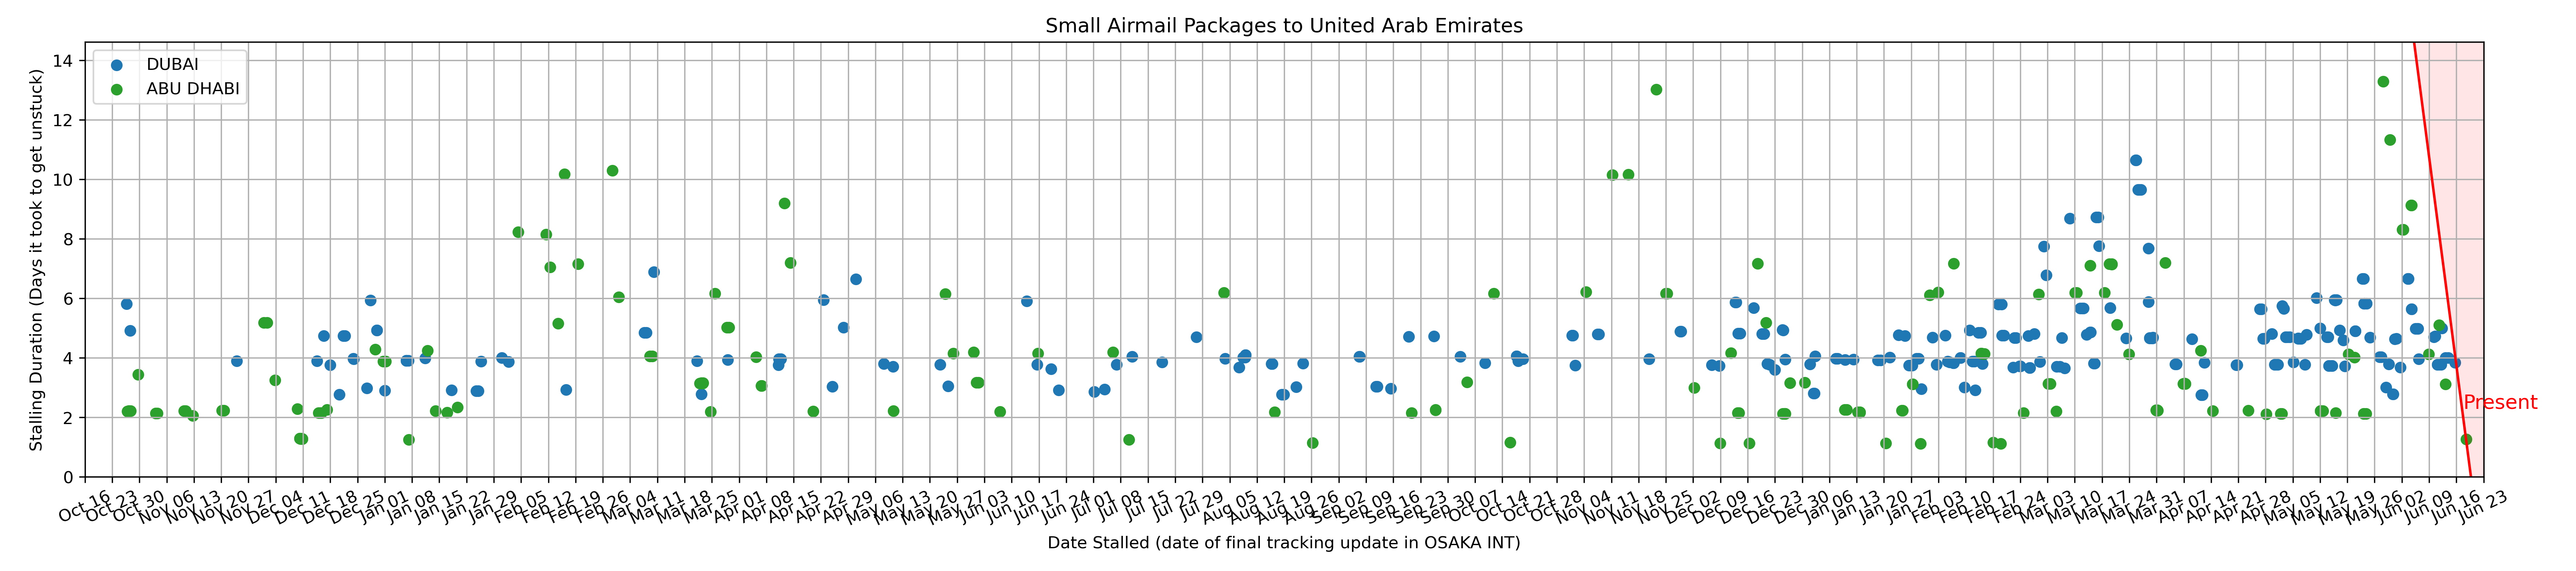 Small Airmail Packages to United Arab Emirates
Stalling Duration (Days it took to get unstuck)
14
12
10
8
6
4
2
0
DUBAI
ABU DHABI
Present
Oct 16
Oct 23
Oct 30
Nov 06
Nov 13
Nov 20
Nov 27
Dec 04
Dec 11
Dec 18
Dec 25
Jan 01
Jan 08
Jan 15
Jan 22
Jan 29
Feb 05
Feb 12
Feb 19
Feb 26
Mar 04
Mar 11
Mar 18
Mar 25
Apr 01
Apr 08
Apr 15
Apr 22
Apr 29
May 06
May 13
May 20
May 27
Jun 03
Jun 10
Jun 17
Jun 24
Jul 01
Jul 08
Jul 15
Jul 22
Jul 29
Aug 05
Aug 12
Aug 19
Aug 26
Sep 02
Sep 09
Sep 16
Sep 23
Sep 30
Oct 07
Oct 14
Oct 21
Oct 28
Nov 04
Nov 11
Nov 18
Nov 25
Dec 02
Dec 09
Dec 16
Dec 23
Dec 30
Jan 06
Jan 13
Jan 20
Jan 27
Feb 03
Feb 10
Feb 17
Feb 24
Mar 03
Mar 10
Mar 17
Mar 24
Mar 31
Apr 07
Apr 14
Apr 21
Apr 28
May 05
May 12
May 19
May 26
Jun 02
Jun 09
Jun 16
Jun 23
Date Stalled (date of final tracking update in OSAKA INT)